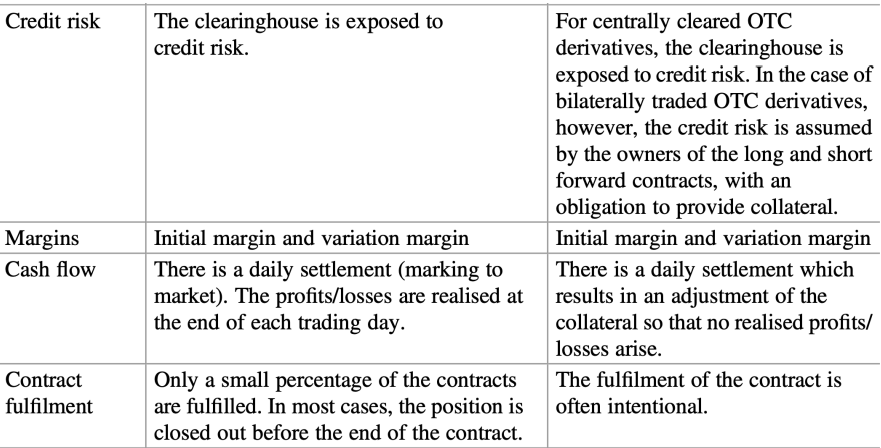 Credit risk
The clearinghouse is exposed to
credit risk.
For centrally cleared OTC
derivatives, the clearinghouse is
exposed to credit risk. In the case of
bilaterally traded OTC derivatives,
however, the credit risk is assumed
by the owners of the long and short
forward contracts, with an
obligation to provide collateral.
Margins
Initial margin and variation margin
Initial margin and variation margin
Cash flow
There is a daily settlement (marking to
market). The profits/losses are realised at
the end of each trading day.
There is a daily settlement which
results in an adjustment of the
collateral so that no realised profits/
losses arise.
Contract
fulfilment
Only a small percentage of the contracts
are fulfilled. In most cases, the position is
closed out before the end of the contract.
The fulfilment of the contract is
often intentional.